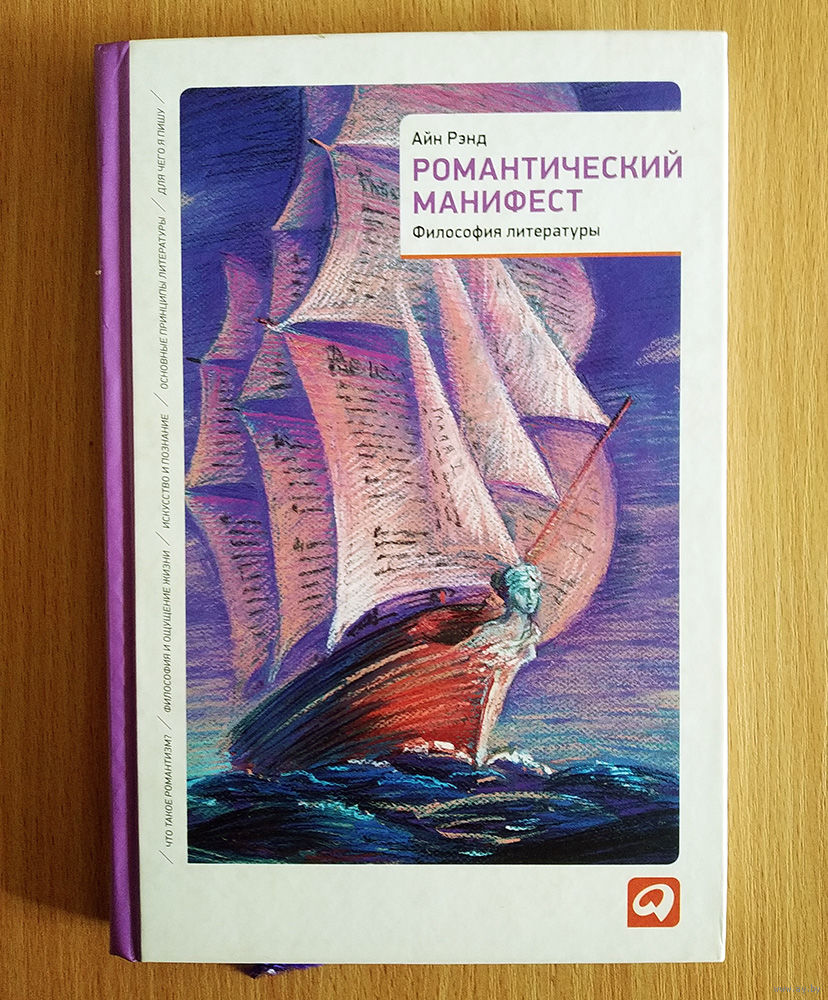 Айн Рэнд
РОМАНТИЧЕСКИЙ
МАНИФЕСТ
Философия литературы
/ ЧТО ТАКОЕ РОМАНТИЗМ? / ФИЛОСОФИЯ И ОЩУЩЕНИЕ ЖИЗНИ / ИСКУССТВО И ПОЗНАНИЕ / ОСНОВНЫЕ ПРИНЦИПЫ ЛИТЕРАТУРЫ / ДЛЯ ЧЕГО Я ПИШУ /